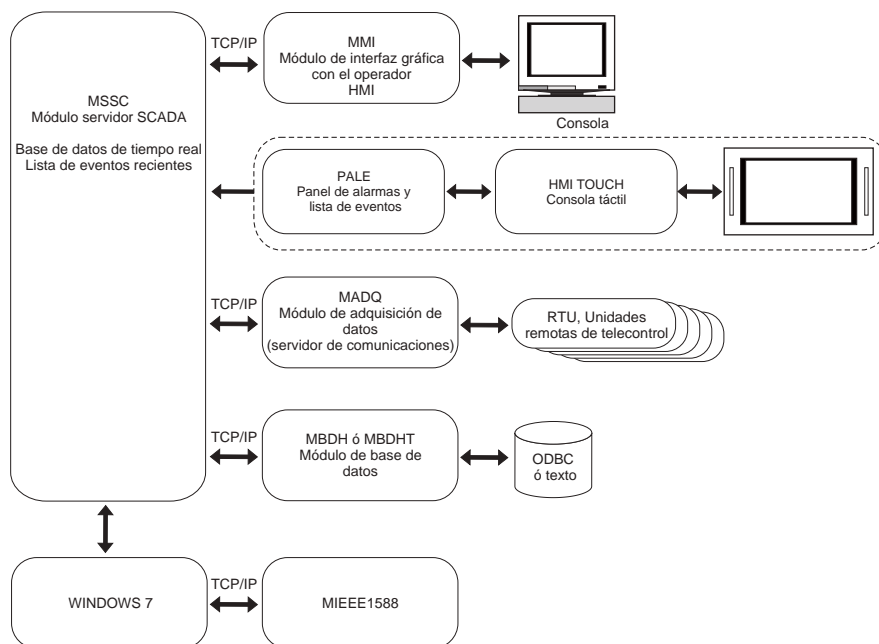 TCP/IP
MMI
Módulo de interfaz gráfica
con el operador
HMI
Consola
MSSC
Módulo servidor SCADA
Base de datos de tiempo real
Lista de eventos recientes
PALE
Panel de alarmas y
lista de eventos
HMI TOUCH
Consola táctil
TCP/IP
MADQ
Módulo de adquisición de
datos
(servidor de comunicaciones)
RTU, Unidades
remotas de telecontrol
TCP/IP
MBDH ó MBDHT
Módulo de base de
datos
ODBC
ó texto
WINDOWS 7
TCP/IP
MIEEE1588